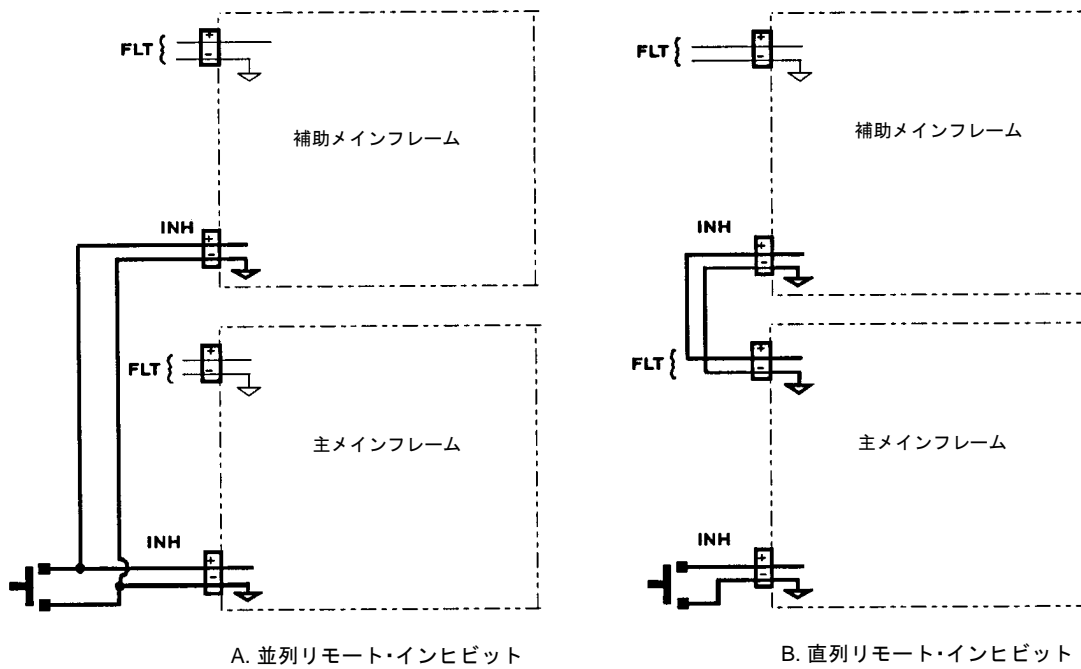 FLT {
+
-
補助メインフレーム
INH
+
-
FLT {
+
-
主メインフレーム
INH
+
-
A. 並列リモート・インヒビット
FLT {
+
-
補助メインフレーム
INH
+
-
FLT {
+
-
主メインフレーム
INH
+
-
B. 直列リモート・インヒビット